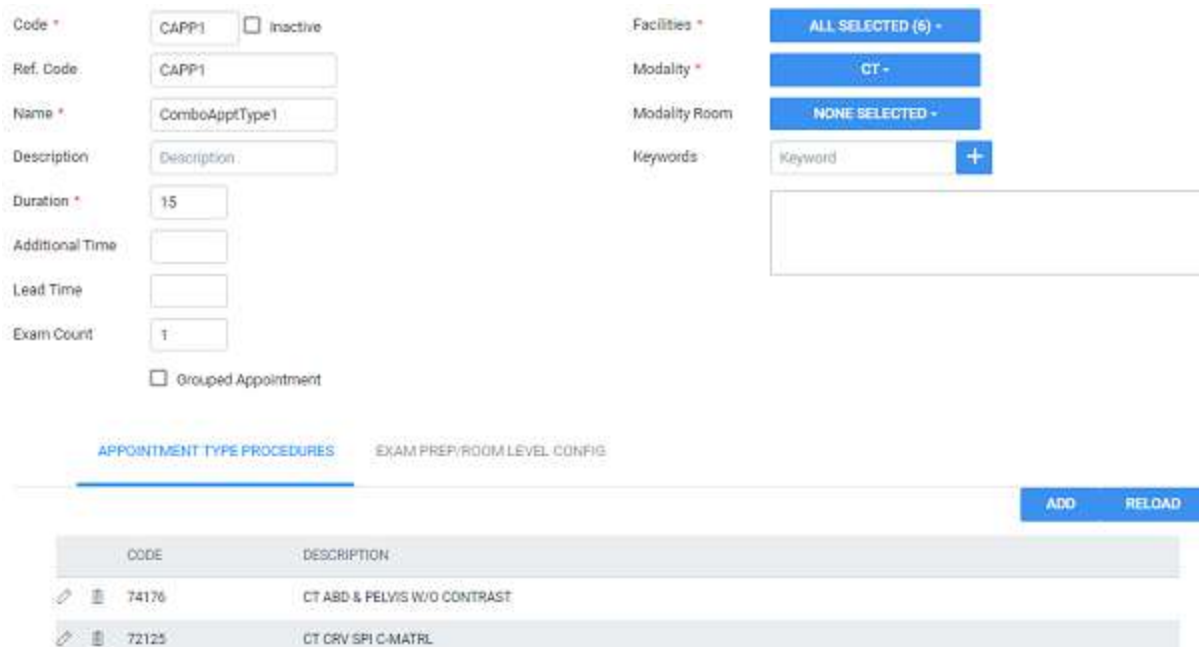 Code * CAPP1 Inactive
Ref. Code CAPP1
Name * ComboApptType1
Description Description
Duration * 15
Additional Time
Lead Time
Exam Count 1
Grouped Appointment
Facilities * ALL SELECTED (6)
Modality * CT
Modality Room NONE SELECTED
Keywords Keyword +
APPOINTMENT TYPE PROCEDURES EXAM PREP/ROOM LEVEL CONFIG
ADD RELOAD
CODE DESCRIPTION
74176 CT ABD & PELVIS W/O CONTRAST
72125 CT CRV SPI C-MATRL